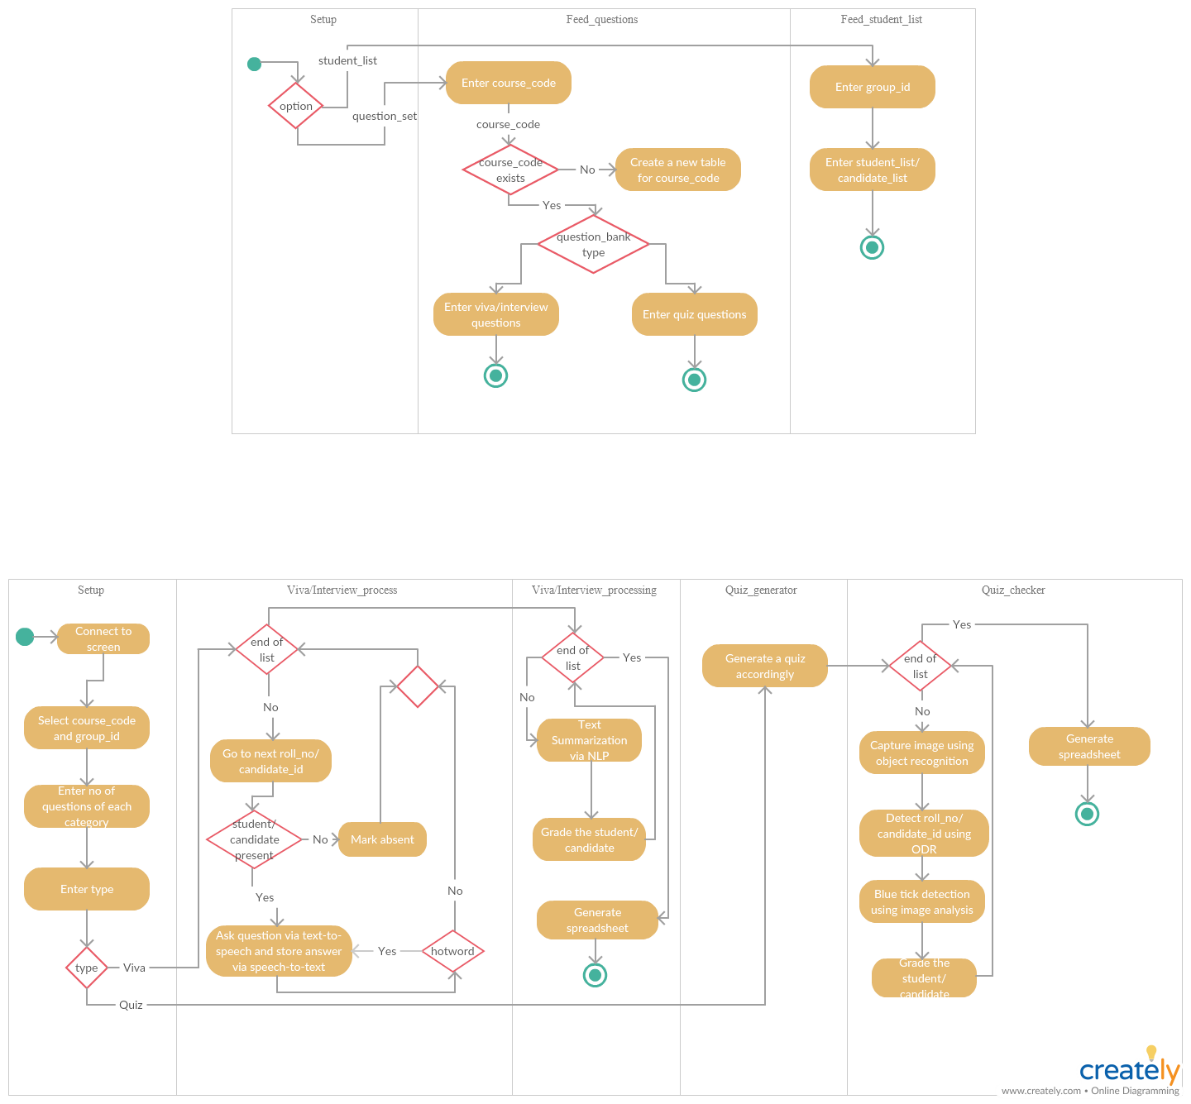 Setup
Feed_questions
Feed_student_list
student_list
option
question_set
Enter course_code
course_code
course_code
exists
No
Create a new table
for course_code
Yes
question_bank
type
Enter viva/interview
questions
Enter quiz questions
Enter group_id
Enter student_list/
candidate_list
Setup
Viva/Interview_process
Viva/Interview_processing
Quiz_generator
Quiz_checker
Connect to
screen
Select course_code
and group_id
Enter no of
questions of each
category
Enter type
type
Viva
Quiz
end of
list
No
Go to next roll_no/
candidate_id
student/
candidate
present
No
Mark absent
Yes
Ask question via text-to-
speech and store answer
via speech-to-text
Yes
hotword
No
end of
list
Yes
No
Text
Summarization
via NLP
Grade the student/
candidate
Generate
spreadsheet
Generate a quiz
accordingly
Yes
end of
list
No
Capture image using
object recognition
Detect roll_no/
candidate_id using
ODR
Blue tick detection
using image analysis
Grade the
student/
candidate
Generate
spreadsheet
creately
www.creately.com • Online Diagramming